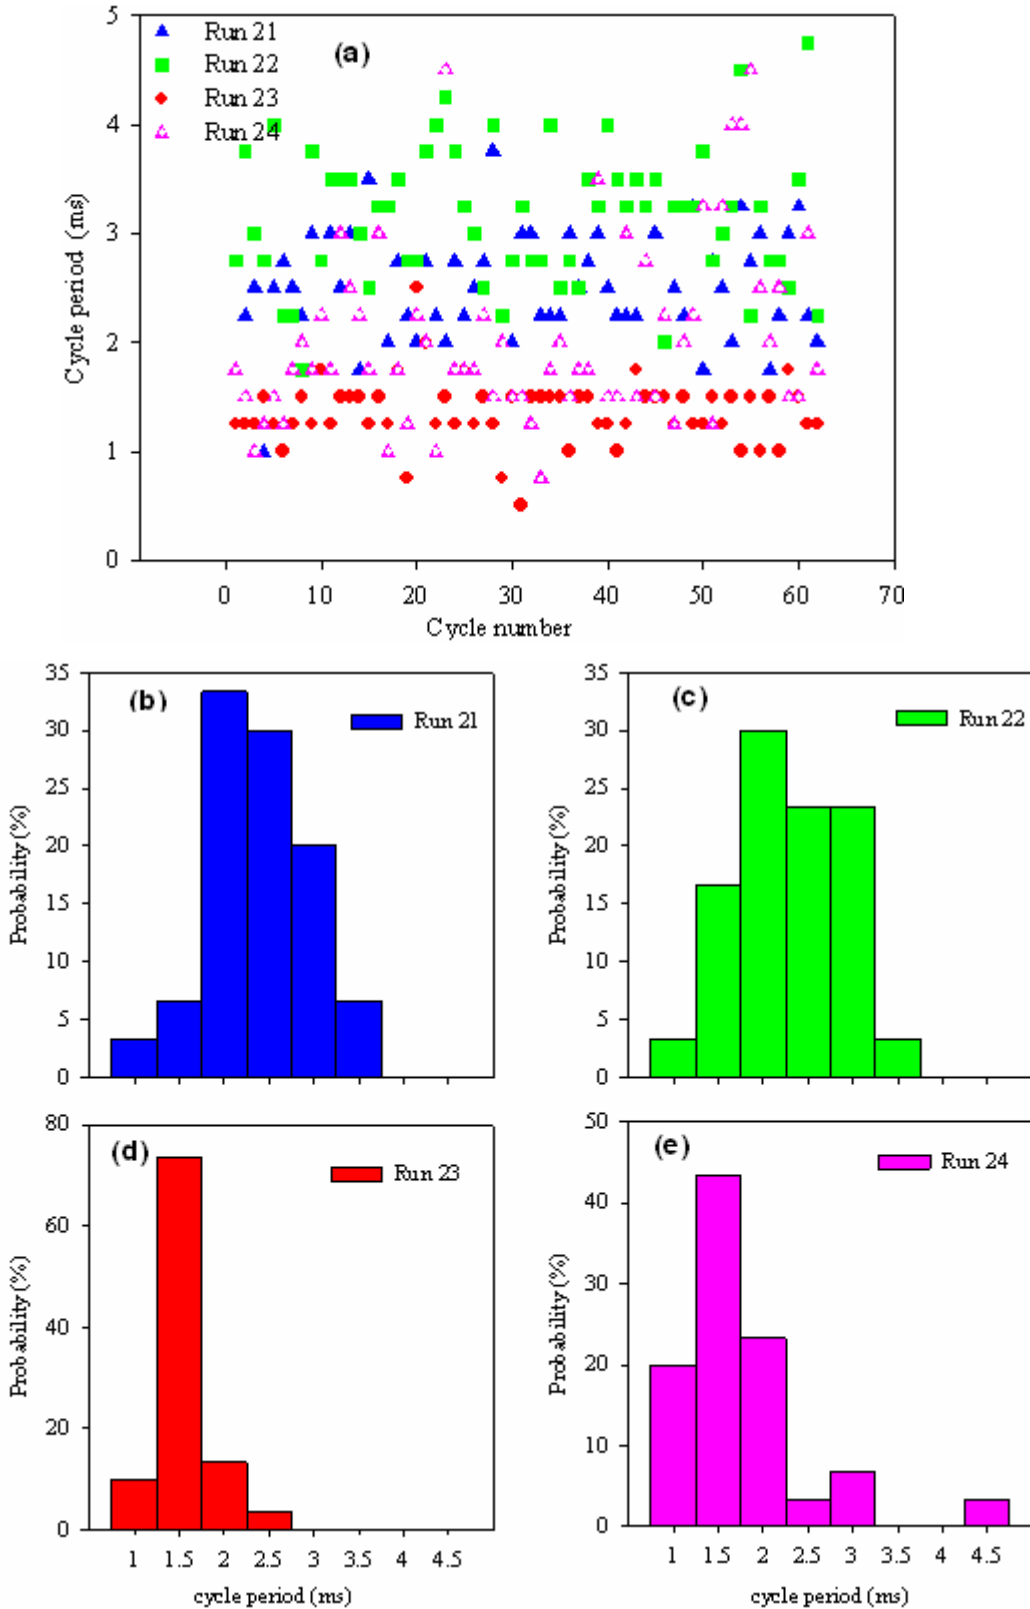 5
Run 21
(a)
Run 22
4
Run 23
Run 24
3
Cycle period (ms)
2
1
0
0 10 20 30 40 50 60 70
Cycle number
35
(b)
Run 21
30
25
20
15
10
5
0
Probability (%)
35
(c)
Run 22
30
25
20
15
10
5
0
Probability (%)
80
(d)
Run 23
60
40
20
0
Probability (%)
1 1.5 2 2.5 3 3.5 4 4.5
cycle period (ms)
50
(e)
Run 24
40
30
20
10
0
Probability (%)
1 1.5 2 2.5 3 3.5 4 4.5
cycle period (ms)